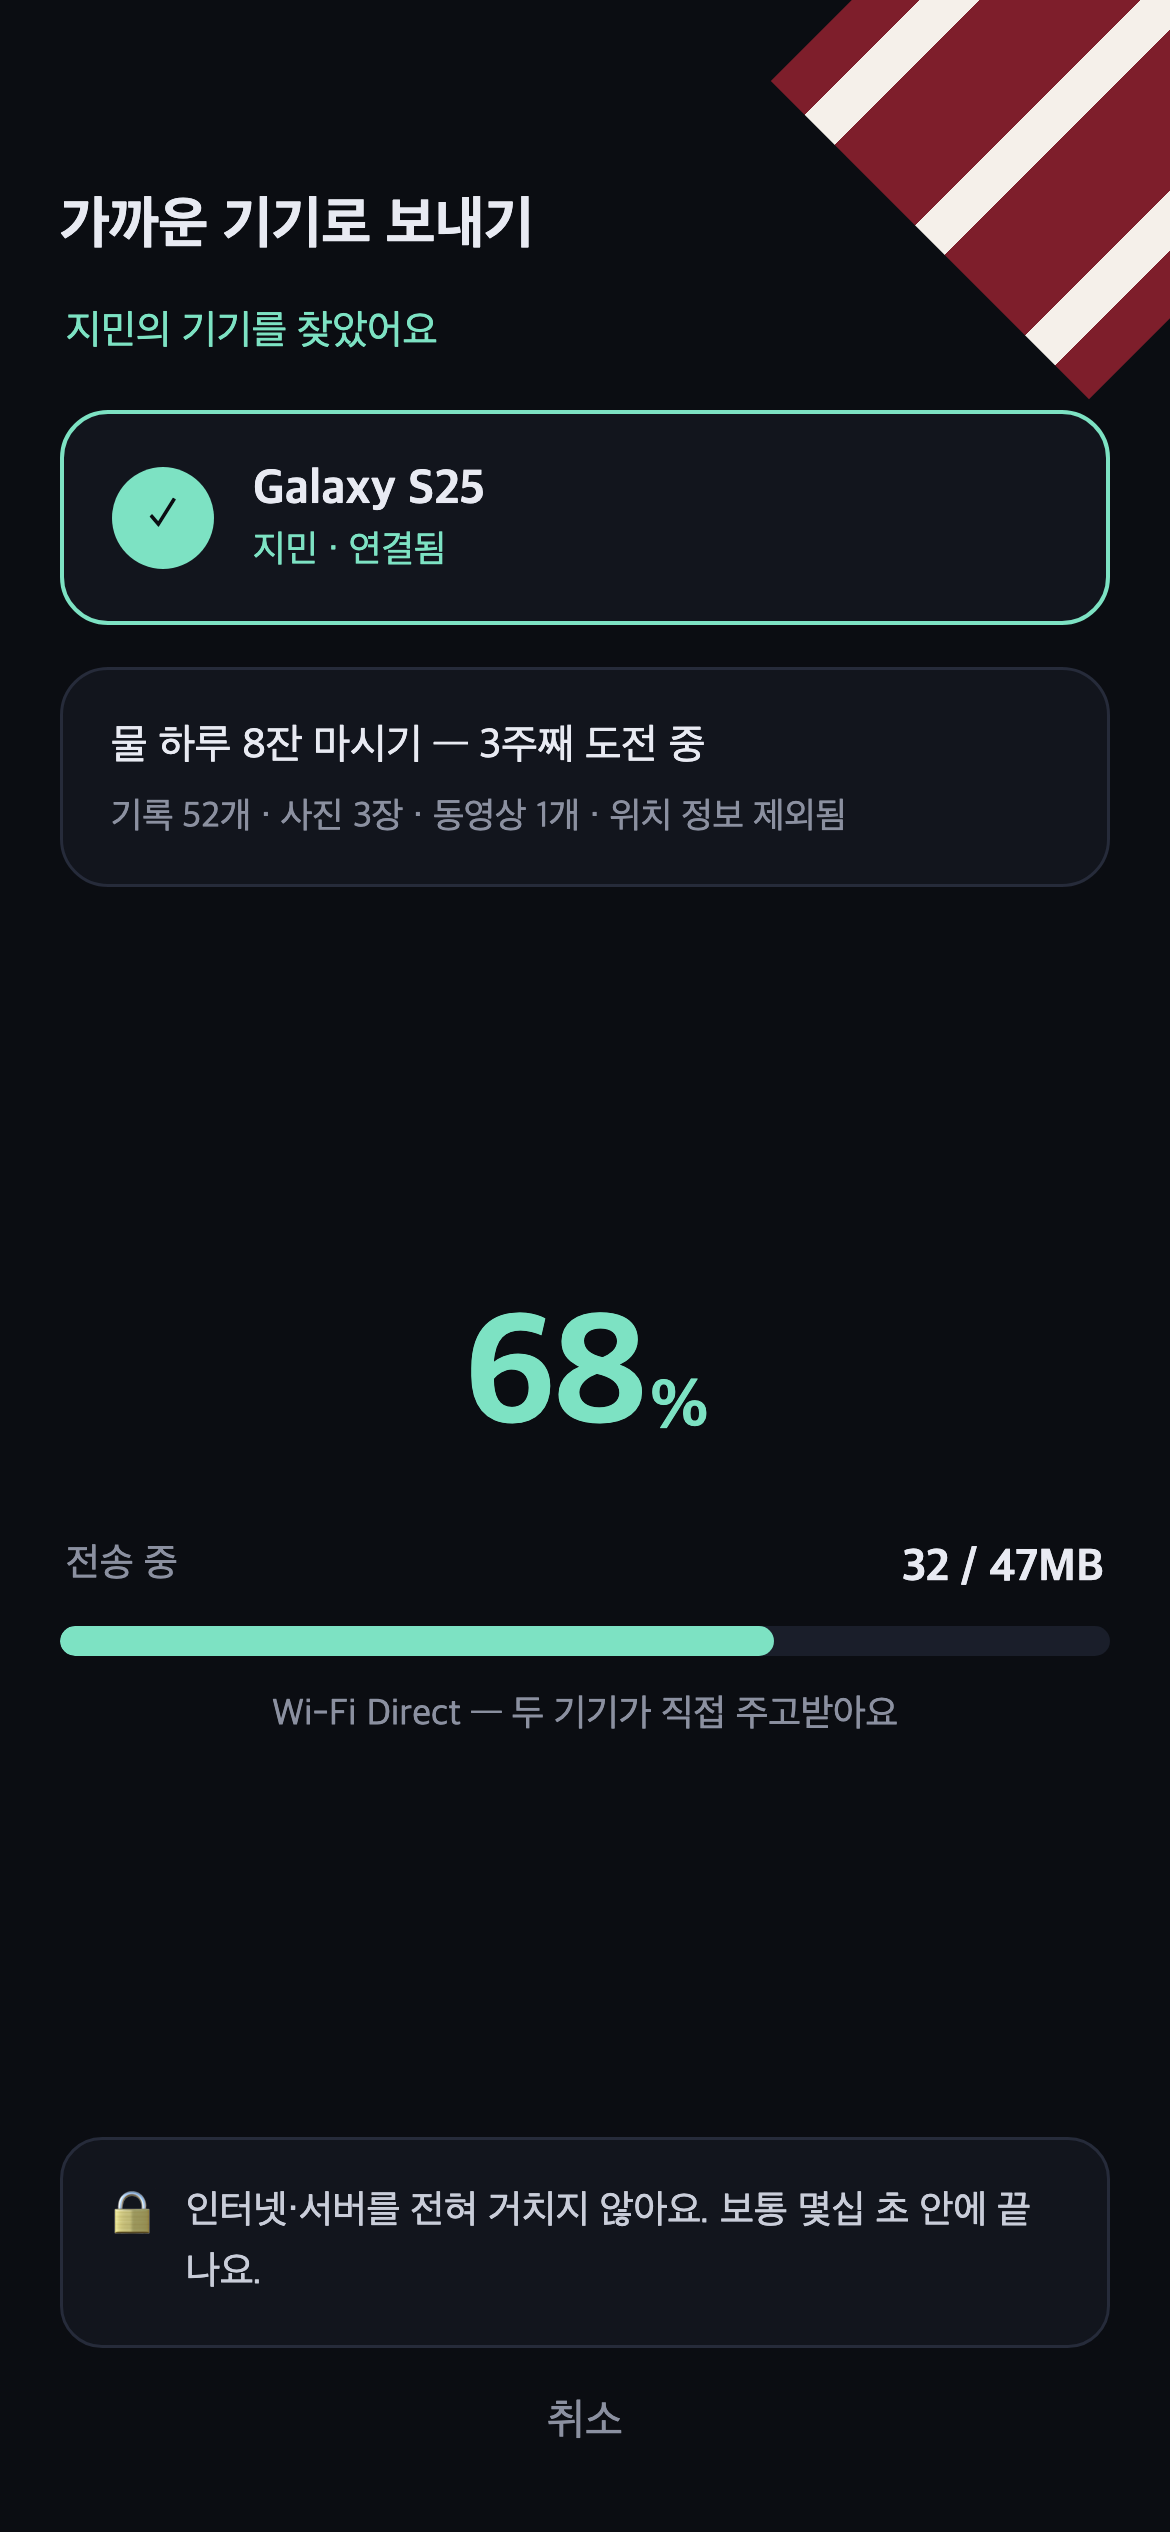 가까운 기기로 보내기
지민의 기기를 찾았어요
✓
Galaxy S25
지민 · 연결됨
물 하루 8잔 마시기 — 3주째 도전 중
기록 52개 · 사진 3장 · 동영상 1개 · 위치 정보 제외됨
68%
전송 중
32 / 47MB
Wi-Fi Direct — 두 기기가 직접 주고받아요
🔒 인터넷·서버를 전혀 거치지 않아요. 보통 몇십 초 안에 끝
나요.
취소